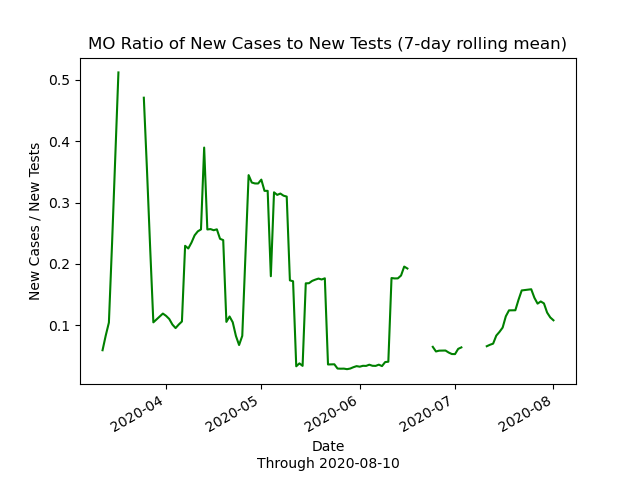 MO Ratio of New Cases to New Tests (7-day rolling mean)
0.5
0.4
0.3
0.2
0.1
New Cases / New Tests
2020-04
2020-05
2020-06
2020-07
2020-08
Date
Through 2020-08-10